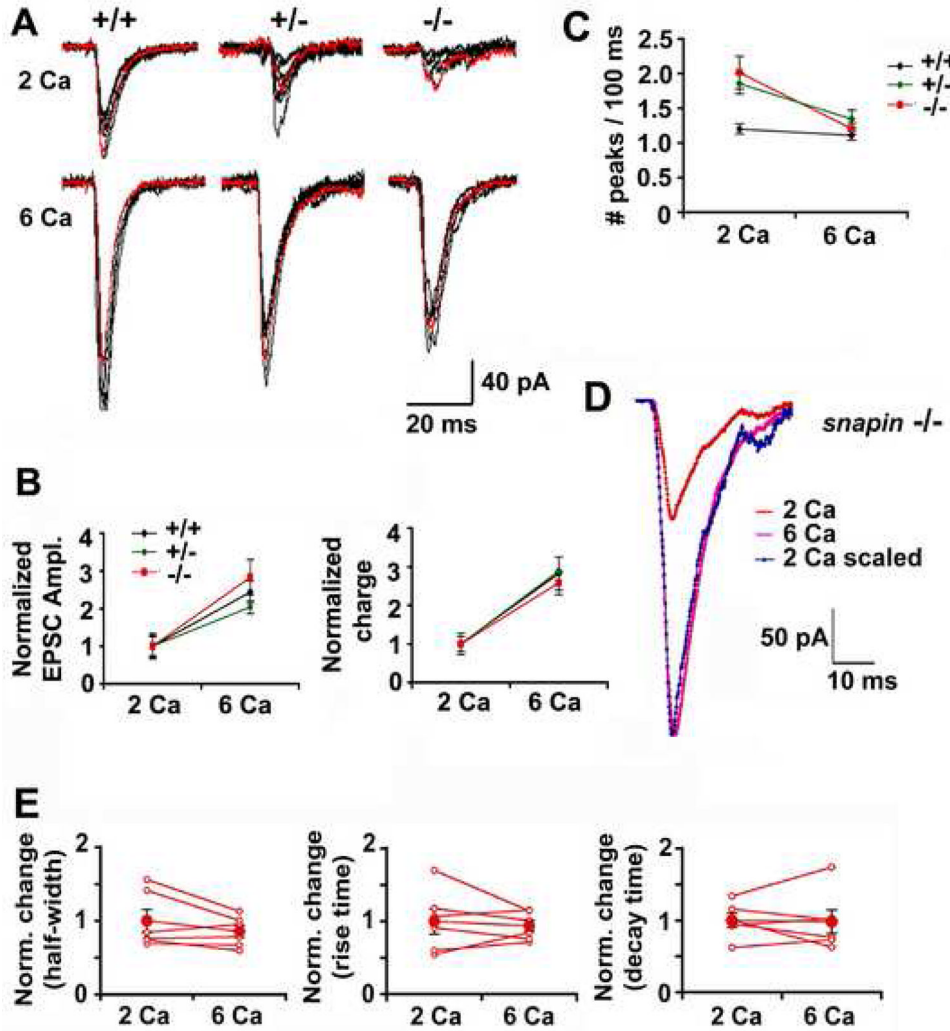 A
+/+
+/-
-/-
2 Ca
6 Ca
40 pA
20 ms
C
# peaks / 100 ms
2.5
2.0
1.5
1.0
0.5
0
2 Ca
6 Ca
+/+
+/-
-/-
D
snapin -/-
2 Ca
6 Ca
2 Ca scaled
50 pA
10 ms
B
Normalized
EPSC Ampl.
4
3
2
1
0
+/+
+/-
-/-
2 Ca
6 Ca
Normalized
charge
4
3
2
1
0
2 Ca
6 Ca
E
Norm. change
(half-width)
2
1
0
2 Ca
6 Ca
Norm. change
(rise time)
2
1
0
2 Ca
6 Ca
Norm. change
(decay time)
2
1
0
2 Ca
6 Ca